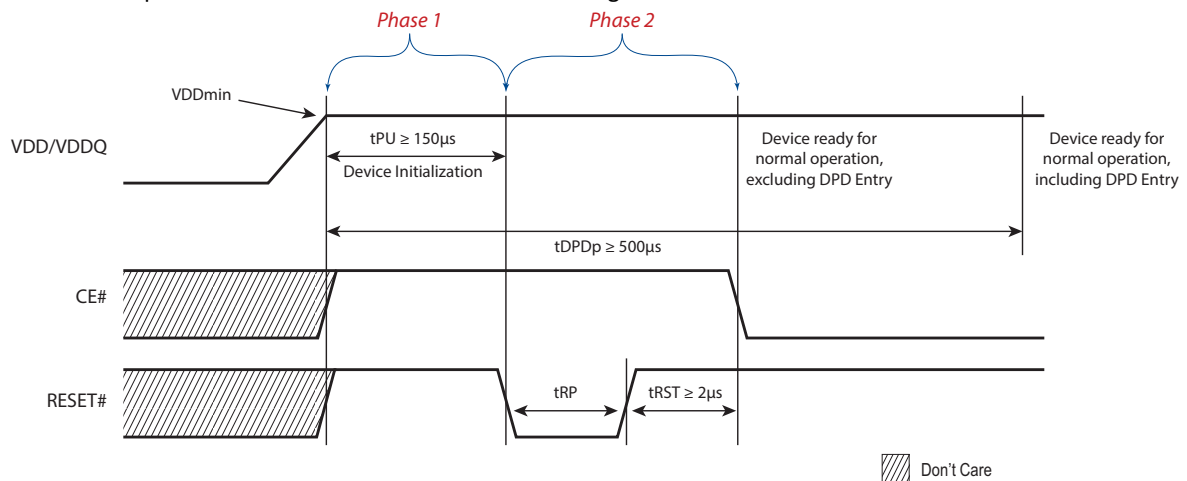 Phase 1
Phase 2
VDDmin
VDD/VDDQ
tPU ≥ 150μs
Device Initialization
Device ready for
normal operation,
excluding DPD Entry
Device ready for
normal operation,
including DPD Entry
tDPDp ≥ 500μs
CE#
RESET#
tRP
tRST ≥ 2μs
Don't Care